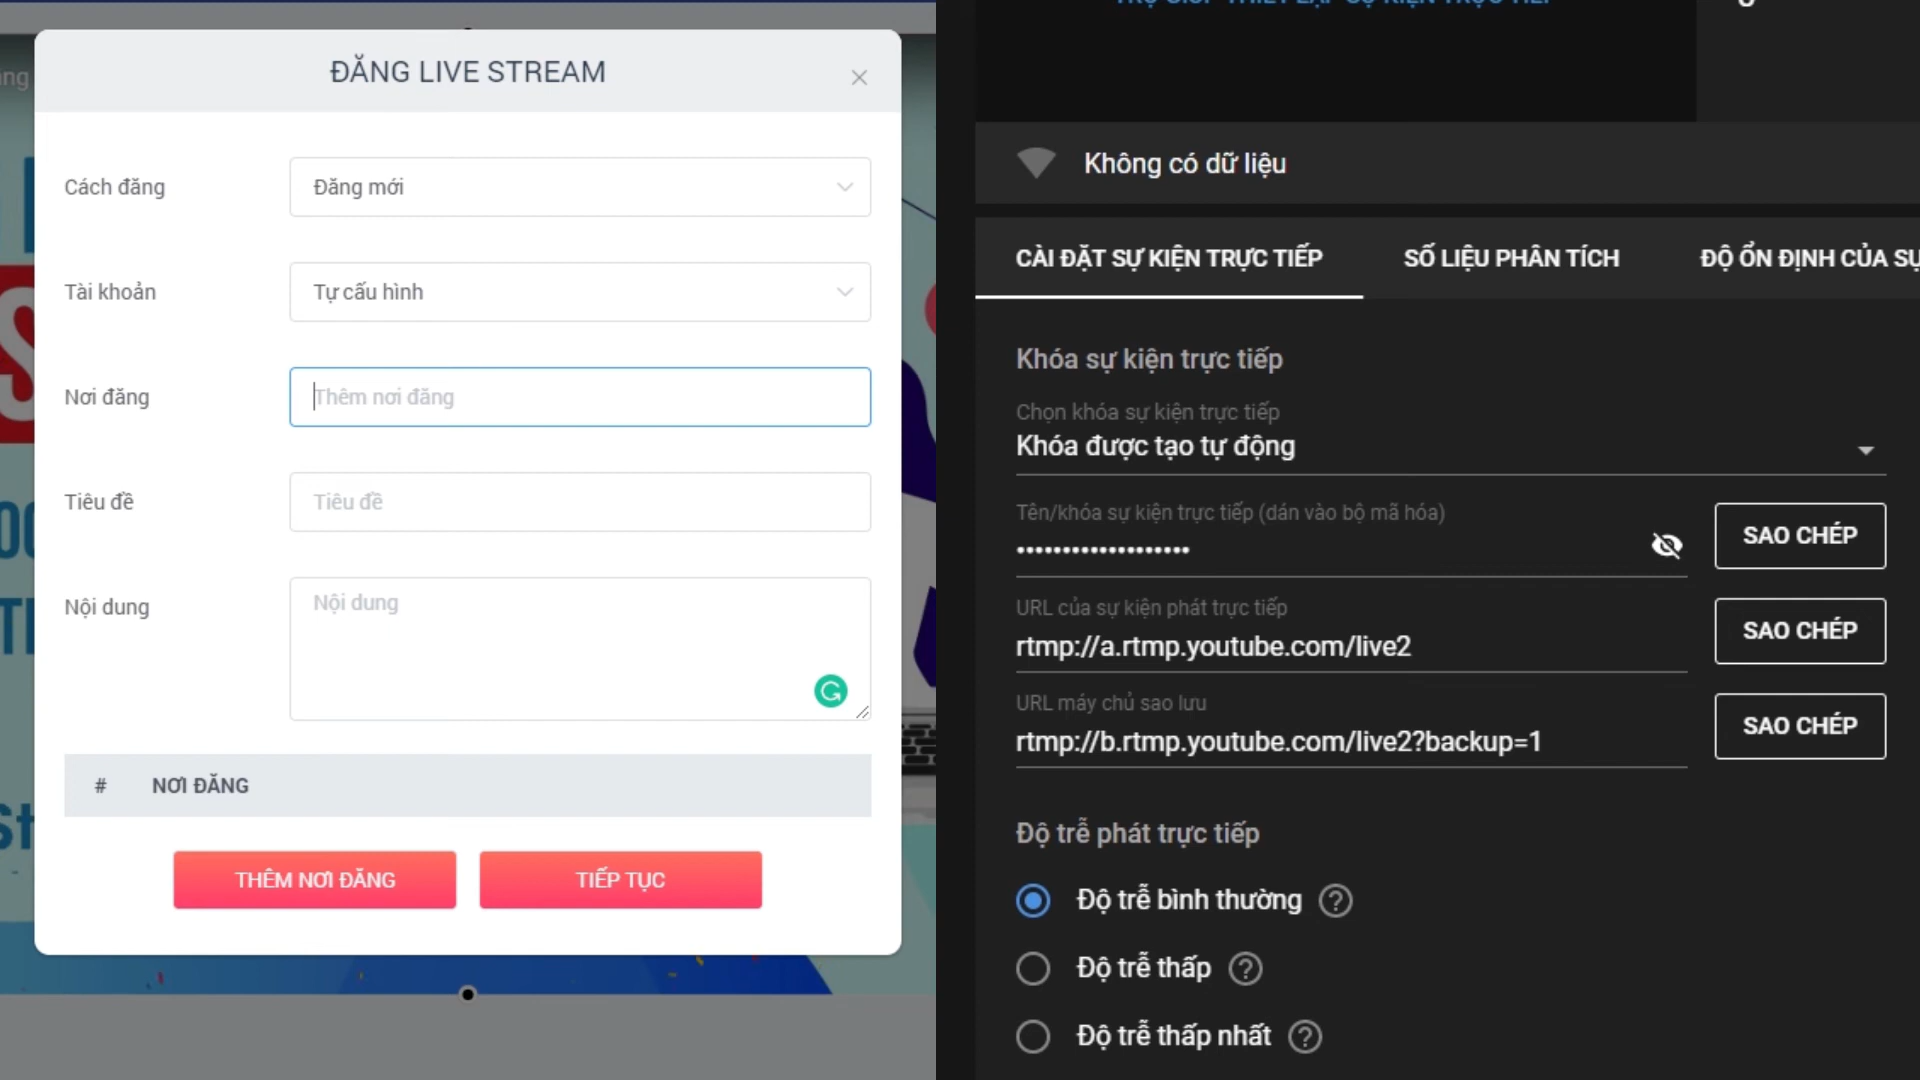 ĐĂNG LIVE STREAM
Cách đăng
Đăng mới
Tài khoản
Tự cấu hình
Nơi đăng
Thêm nơi đăng
Tiêu đề
Tiêu đề
Nội dung
Nội dung
# NƠI ĐĂNG
THÊM NƠI ĐĂNG
TIẾP TỤC
Không có dữ liệu
CÀI ĐẶT SỰ KIỆN TRỰC TIẾP
SỐ LIỆU PHÂN TÍCH
ĐỘ ỔN ĐỊNH CỦA SỰ
Khóa sự kiện trực tiếp
Chọn khóa sự kiện trực tiếp
Khóa được tạo tự động
Tên/khóa sự kiện trực tiếp (dán vào bộ mã hóa)
•••••••••••••••••••
SAO CHÉP
URL của sự kiện phát trực tiếp
rtmp://a.rtmp.youtube.com/live2
SAO CHÉP
URL máy chủ sao lưu
rtmp://b.rtmp.youtube.com/live2?backup=1
SAO CHÉP
Độ trễ phát trực tiếp
Độ trễ bình thường
Độ trễ thấp
Độ trễ thấp nhất